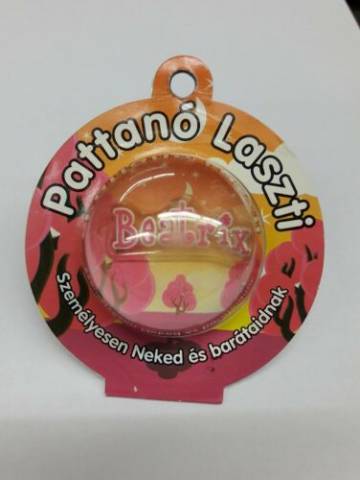 Pattanó Laszti
Beatrix
Személyesen Neked és barátaidnak